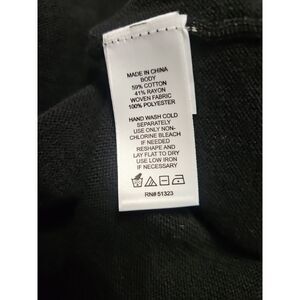 MADE IN CHINA
BODY
59% COTTON
41% RAYON
WOVEN FABRIC
100% POLYESTER
HAND WASH COLD
SEPARATELY
USE ONLY NON-
CHLORINE BLEACH
IF NEEDED
RESHAPE AND
LAY FLAT TO DRY
USE LOW IRON
IF NECESSARY
RN# 51323